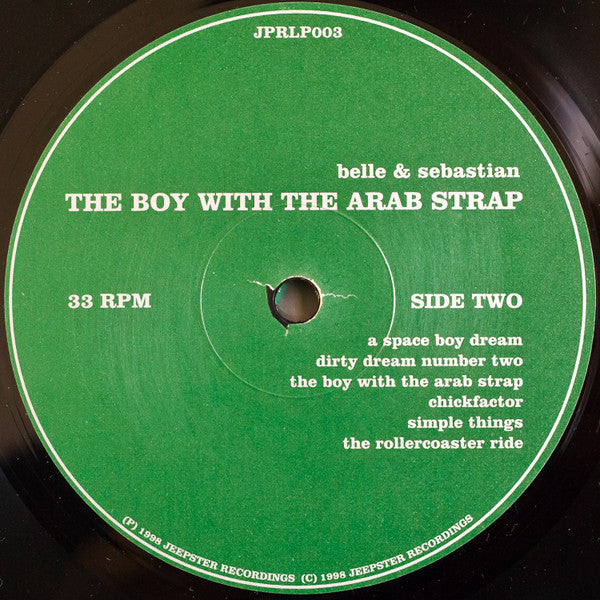 JPRLP003
belle & sebastian
THE BOY WITH THE ARAB STRAP
33 RPM
SIDE TWO
a space boy dream
dirty dream number two
the boy with the arab strap
chickfactor
simple things
the rollercoaster ride
(P) 1998 JEEPSTER RECORDINGS (C) 1998 JEEPSTER RECORDINGS